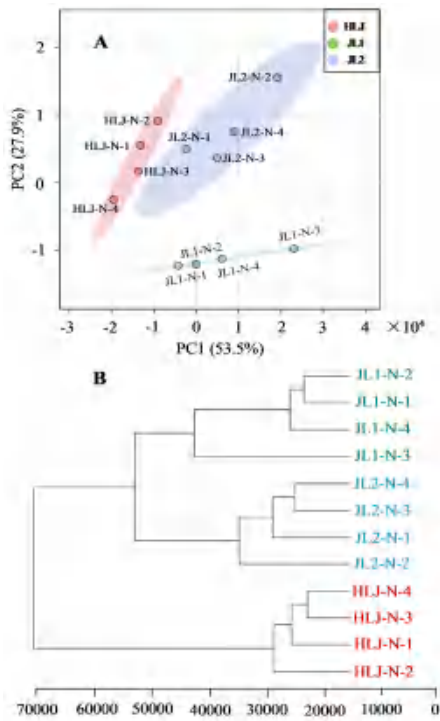 A
HLJ
JL1
JL2
2
1
0
-1
PC2 (27.9%)
JL2-N-2
HLJ-N-2
HLJ-N-1
JL2-N-1
JL2-N-4
JL2-N-3
HLJ-N-3
HLJ-N-4
JL1-N-3
JL1-N-2
JL1-N-1
JL1-N-4
-3 -2 -1 0 1 2 3 4
PC1 (53.5%)
B
JL1-N-2
JL1-N-1
JL1-N-4
JL1-N-3
JL2-N-4
JL2-N-3
JL2-N-1
JL2-N-2
HLJ-N-4
HLJ-N-3
HLJ-N-1
HLJ-N-2
70000 60000 50000 40000 30000 20000 10000 0